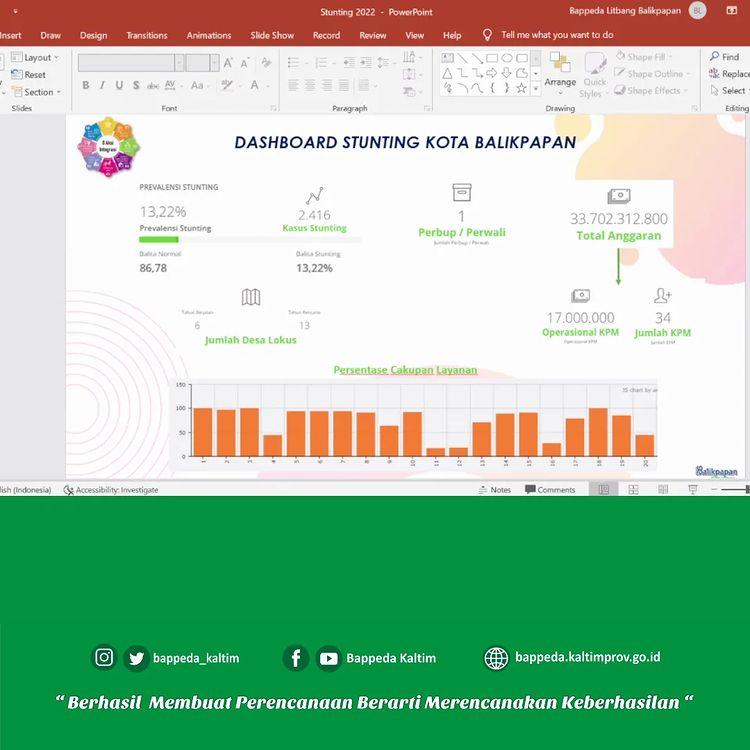 Stunting 2022 - PowerPoint
Bappeda Litbang Balikpapan
BL
Insert Draw Design Transitions Animations Slide Show Record Review View Help Tell me what you want to do
Layout
Reset
Section
B I U S abc AV
Aa
A
Arrange
Quick Styles
Shape Fill
Shape Outline
Shape Effects
Find
Replace
Select
Slides Font Paragraph Drawing Editing
8 Aksi
Integrasi
DASHBOARD STUNTING KOTA BALIKPAPAN
PREVALENSI STUNTING
13,22%
Prevalensi Stunting
2.416
Kasus Stunting
Balita Normal
86,78
Balita Stunting
13,22%
1
Perbup / Perwali
Jumlah Perbup / Perwali
33.702.312.800
Total Anggaran
Tahun Berjalan
6
Tahun Rencana
13
Jumlah Desa Lokus
17.000.000
Operasional KPM
Operasional KPM
34
Jumlah KPM
Jumlah KPM
Persentase Cakupan Layanan
JS chart by
150
100
50
0
1 2 3 4 5 6 7 8 9 10 11 12 13 14 15 16 17 18 19 20
Balikpapan
lish (Indonesia)
Accessibility: Investigate
Notes
Comments
bappeda_kaltim
Bappeda Kaltim
bappeda.kaltimprov.go.id
“ Berhasil Membuat Perencanaan Berarti Merencanakan Keberhasilan “